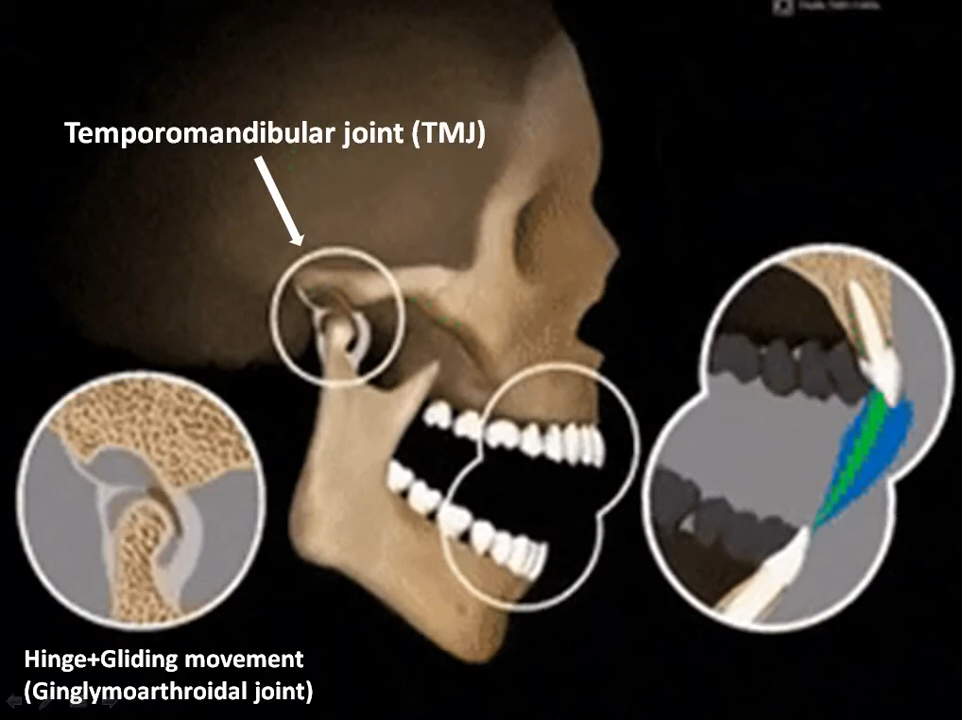 Temporomandibular joint (TMJ)
Hinge+Gliding movement
(Ginglymoarthroidal joint)